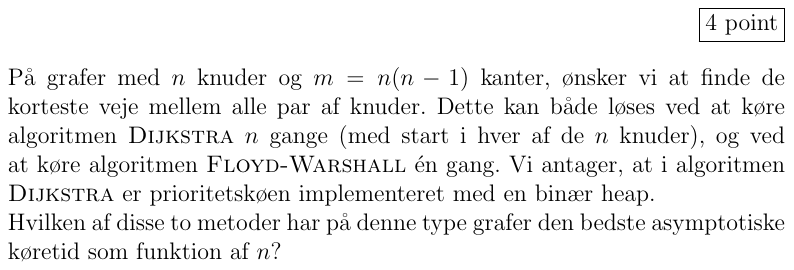 4 point
På grafer med n knuder og m = n(n − 1) kanter, ønsker vi at finde de
korteste veje mellem alle par af knuder. Dette kan både løses ved at køre
algoritmen DIJKSTRA n gange (med start i hver af de n knuder), og ved
at køre algoritmen FLOYD-WARSHALL én gang. Vi antager, at i algoritmen
DIJKSTRA er prioritetskøen implementeret med en binær heap.
Hvilken af disse to metoder har på denne type grafer den bedste asymptotiske
køretid som funktion af n?